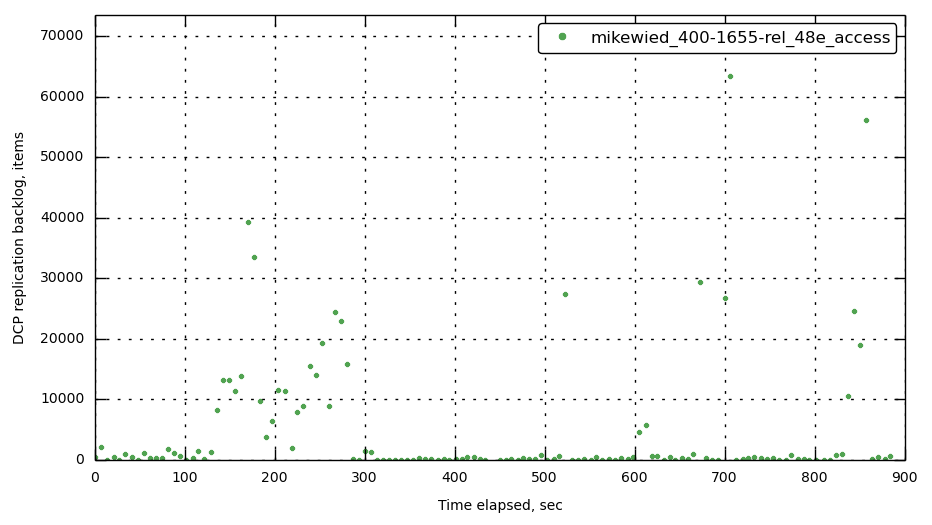 mikewied_400-1655-rel_48e_access
70000
60000
50000
40000
30000
20000
10000
0
DCP replication backlog, items
0 100 200 300 400 500 600 700 800 900
Time elapsed, sec